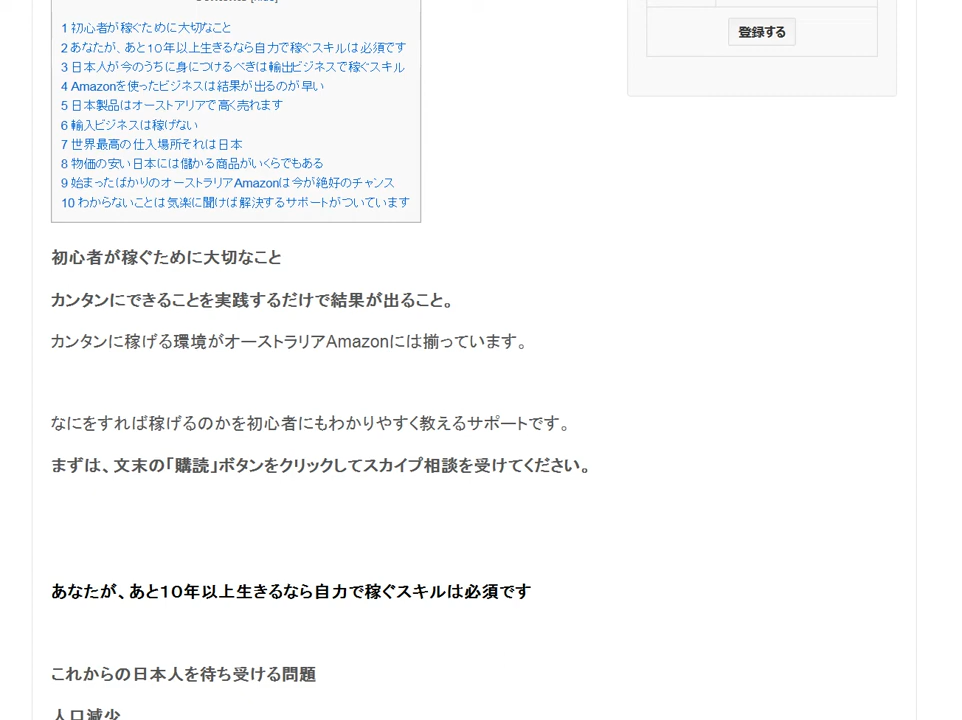 Contents [hide]
1 初心者が稼ぐために大切なこと
2 あなたが、あと１０年以上生きるなら自力で稼ぐスキルは必須です
3 日本人が今のうちに身につけるべきは輸出ビジネスで稼ぐスキル
4 Amazonを使ったビジネスは結果が出るのが早い
5 日本製品はオーストアリアで高く売れます
6 輸入ビジネスは稼げない
7 世界最高の仕入場所それは日本
8 物価の安い日本には儲かる商品がいくらでもある
9 始まったばかりのオーストラリアAmazonは今が絶好のチャンス
10 わからないことは気楽に聞けば解決するサポートがついています
登録する
初心者が稼ぐために大切なこと
カンタンにできることを実践するだけで結果が出ること。
カンタンに稼げる環境がオーストラリアAmazonには揃っています。
なにをすれば稼げるのかを初心者にもわかりやすく教えるサポートです。
まずは、文末の「購読」ボタンをクリックしてスカイプ相談を受けてください。
あなたが、あと１０年以上生きるなら自力で稼ぐスキルは必須です
これからの日本人を待ち受ける問題
人口減少